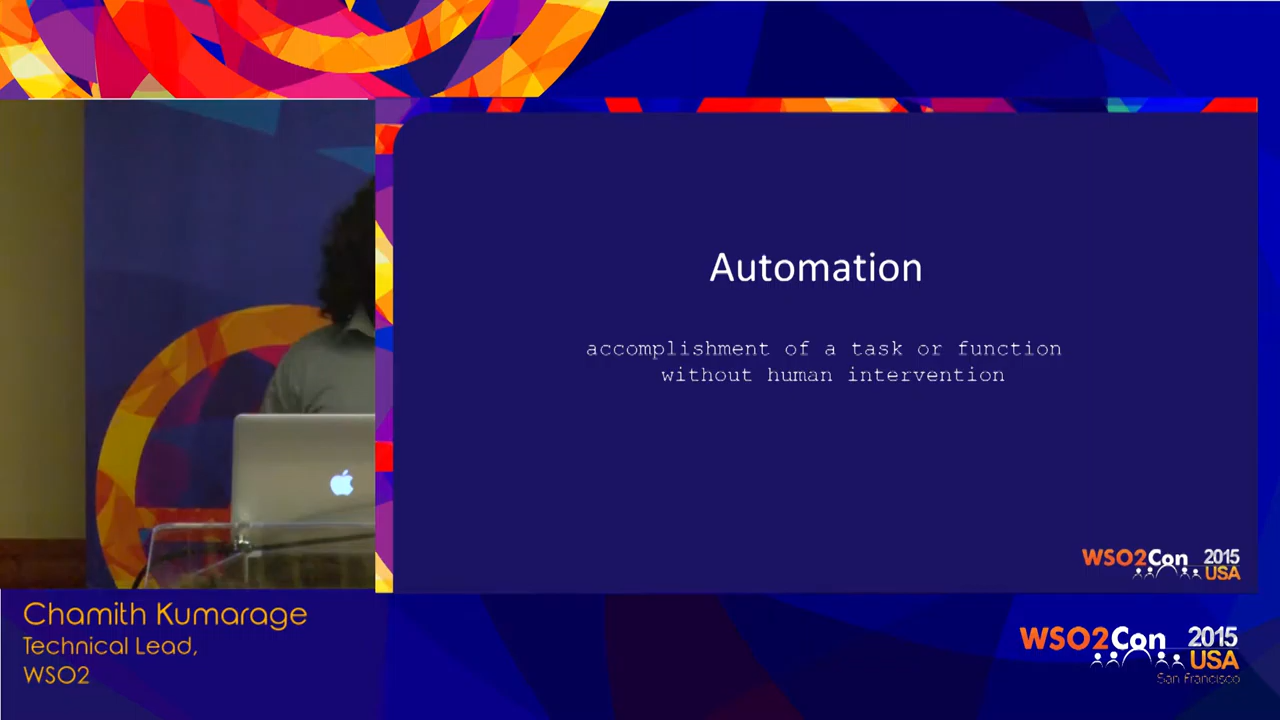 Automation
accomplishment of a task or function
without human intervention
WSO2Con 2015
USA
Chamith Kumarage
Technical Lead,
WSO2
WSO2Con 2015
USA
San Francisco